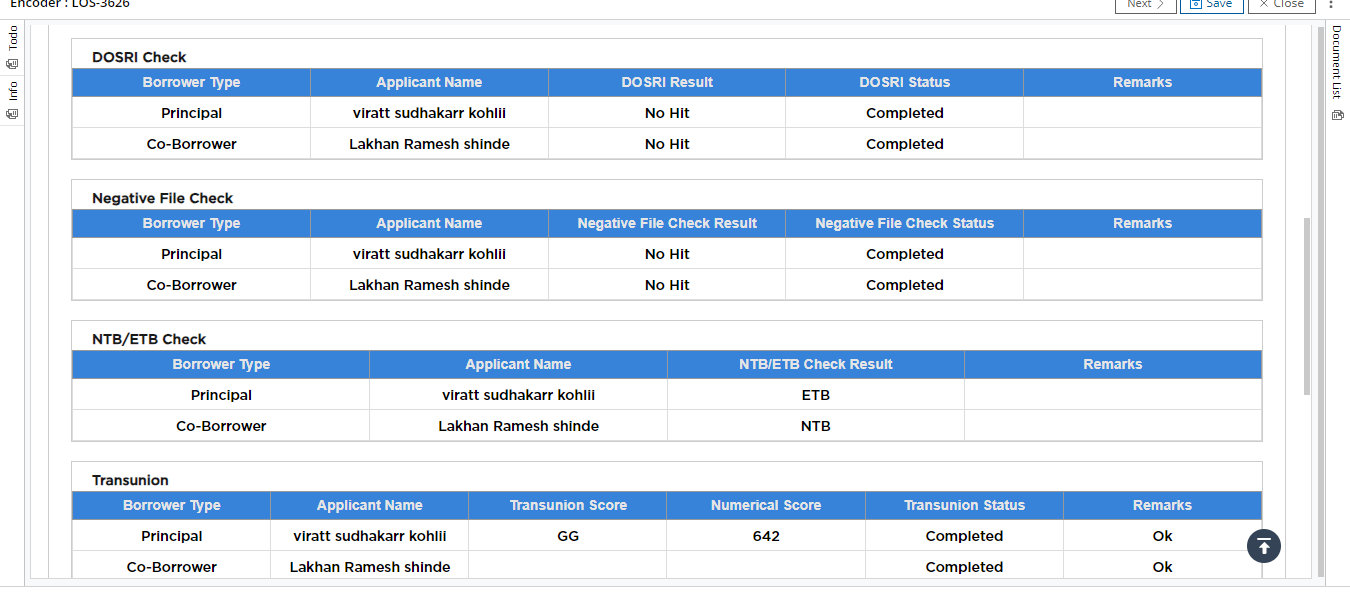 Encoder : LOS-3626
Next Save Close
Todo
Info
Document List
DOSRI Check
Borrower Type Applicant Name DOSRI Result DOSRI Status Remarks
Principal viratt sudhakarr kohlii No Hit Completed
Co-Borrower Lakhan Ramesh shinde No Hit Completed
Negative File Check
Borrower Type Applicant Name Negative File Check Result Negative File Check Status Remarks
Principal viratt sudhakarr kohlii No Hit Completed
Co-Borrower Lakhan Ramesh shinde No Hit Completed
NTB/ETB Check
Borrower Type Applicant Name NTB/ETB Check Result Remarks
Principal viratt sudhakarr kohlii ETB
Co-Borrower Lakhan Ramesh shinde NTB
Transunion
Borrower Type Applicant Name Transunion Score Numerical Score Transunion Status Remarks
Principal viratt sudhakarr kohlii GG 642 Completed Ok
Co-Borrower Lakhan Ramesh shinde Completed Ok